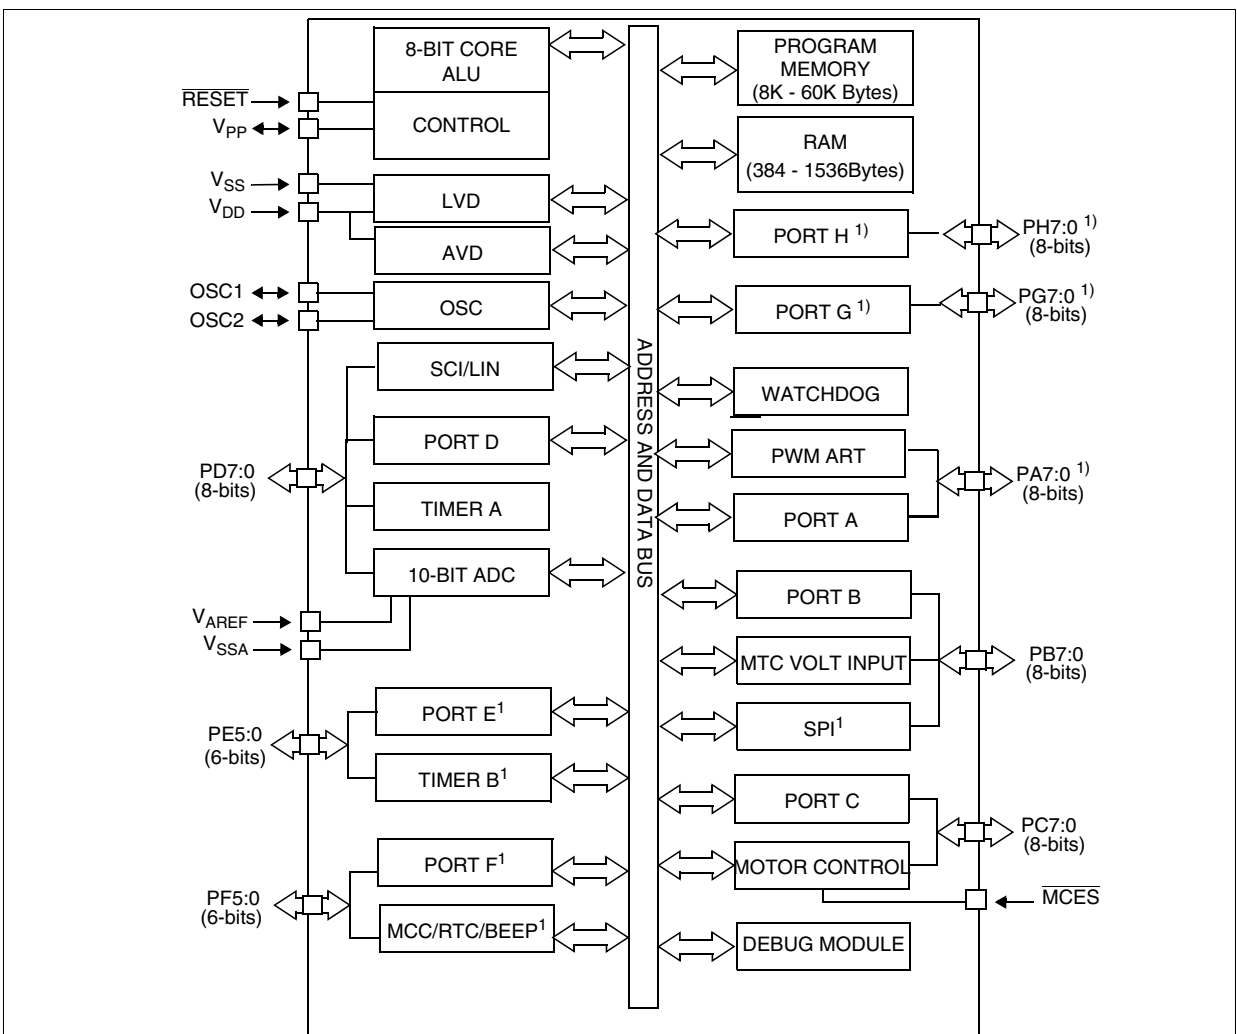 8-BIT CORE
ALU
CONTROL
RESET
VPP
VSS
VDD
LVD
AVD
OSC1
OSC2
OSC
SCI/LIN
PORT D
PD7:0
(8-bits)
TIMER A
10-BIT ADC
VAREF
VSSA
PORT E1
PE5:0
(6-bits)
TIMER B1
PORT F1
PF5:0
(6-bits)
MCC/RTC/BEEP1
ADDRESS AND DATA BUS
PROGRAM
MEMORY
(8K - 60K Bytes)
RAM
(384 - 1536Bytes)
PORT H 1)
PH7:0 1)
(8-bits)
PORT G 1)
PG7:0 1)
(8-bits)
WATCHDOG
PWM ART
PA7:0 1)
(8-bits)
PORT A
PORT B
MTC VOLT INPUT
PB7:0
(8-bits)
SPI1
PORT C
PC7:0
(8-bits)
MOTOR CONTROL
MCES
DEBUG MODULE